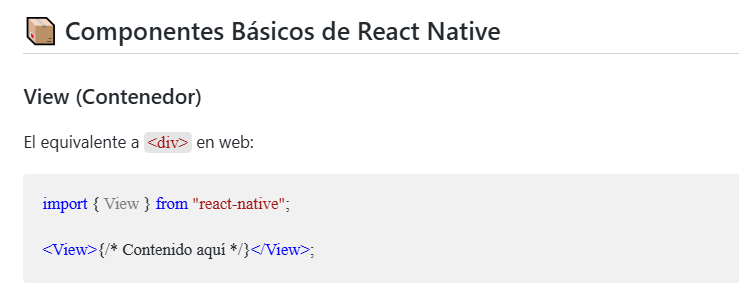 Componentes Básicos de React Native
View (Contenedor)
El equivalente a <div> en web:
import { View } from "react-native";
<View>{/* Contenido aquí */}</View>;